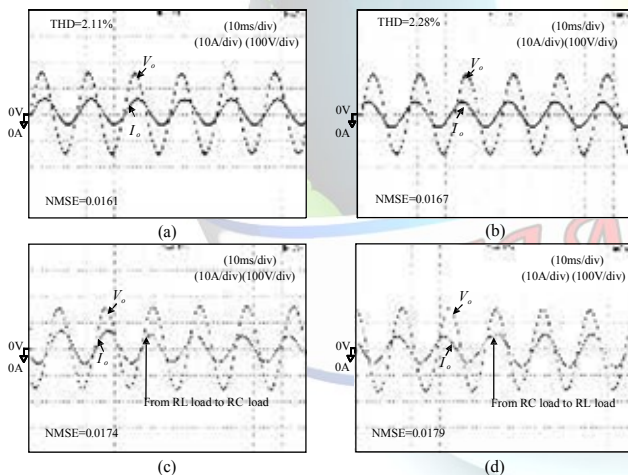 THD=2.11%
(10ms/div)
(10A/div) (100V/div)
Vo
0V
0A
Io
NMSE=0.0161
(a)
THD=2.28%
(10ms/div)
(10A/div)(100V/div)
Vo
0V
0A
Io
NMSE=0.0167
(b)
(10ms/div)
(10A/div)(100V/div)
Vo
0V
0A
Io
From RL load to RC load
NMSE=0.0174
(c)
(10ms/div)
(10A/div) (100V/div)
Vo
0V
0A
Io
From RC load to RL load
NMSE=0.0179
(d)